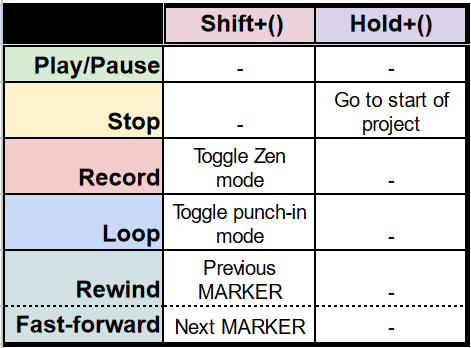 Shift+() Hold+()
Play/Pause - -
Stop - Go to start of
project
Record Toggle Zen
mode -
Loop Toggle punch-in
mode -
Rewind Previous
MARKER -
Fast-forward Next MARKER -